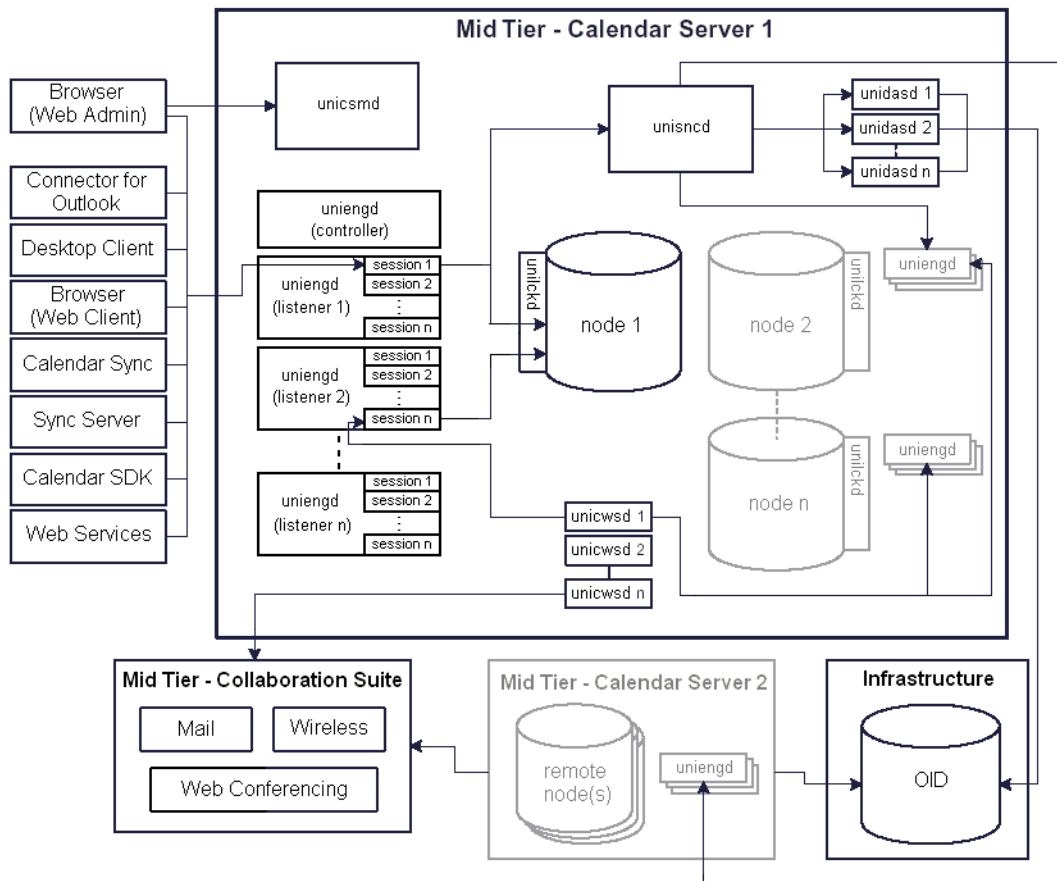 Mid Tier - Calendar Server 1
Browser
(Web Admin)
Connector for
Outlook
Desktop Client
Browser
(Web Client)
Calendar Sync
Sync Server
Calendar SDK
Web Services
unicsmd
unisncd
unidasd 1
unidasd 2
unidasd n
uniengd
(controller)
uniengd
(listener 1)
session 1
session 2
session n
uniengd
(listener 2)
session 1
session 2
session n
uniengd
(listener n)
session 1
session 2
session n
unilckd
node 1
node 2
unilckd
uniengd
node n
unilckd
uniengd
unicwsd 1
unicwsd 2
unicwsd n
Mid Tier - Collaboration Suite
Mail
Wireless
Web Conferencing
Mid Tier - Calendar Server 2
remote
node(s)
uniengd
Infrastructure
OID